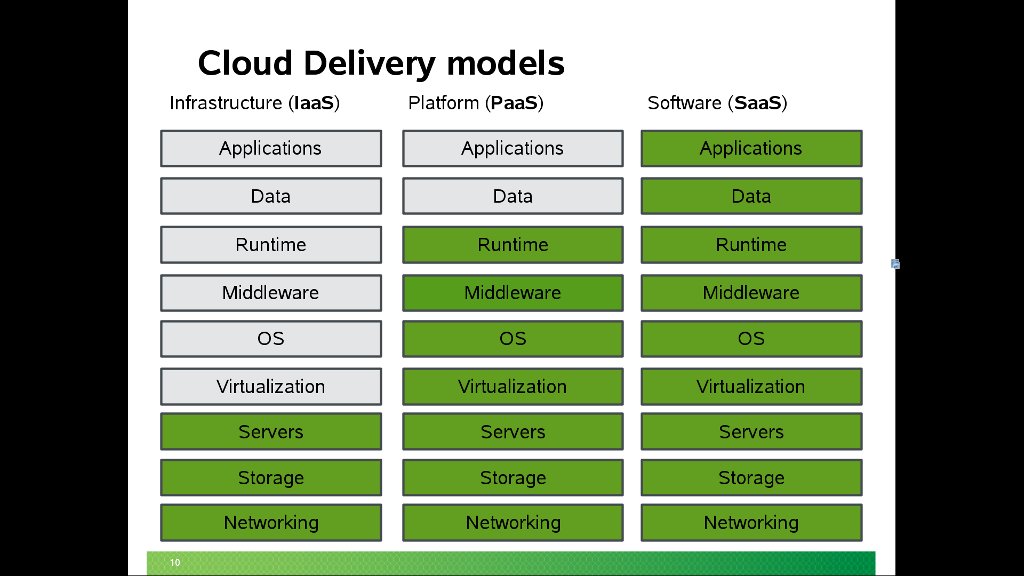 Cloud Delivery models
Infrastructure (IaaS) Platform (PaaS) Software (SaaS)
Applications Applications Applications
Data Data Data
Runtime Runtime Runtime
Middleware Middleware Middleware
OS OS OS
Virtualization Virtualization Virtualization
Servers Servers Servers
Storage Storage Storage
Networking Networking Networking
10